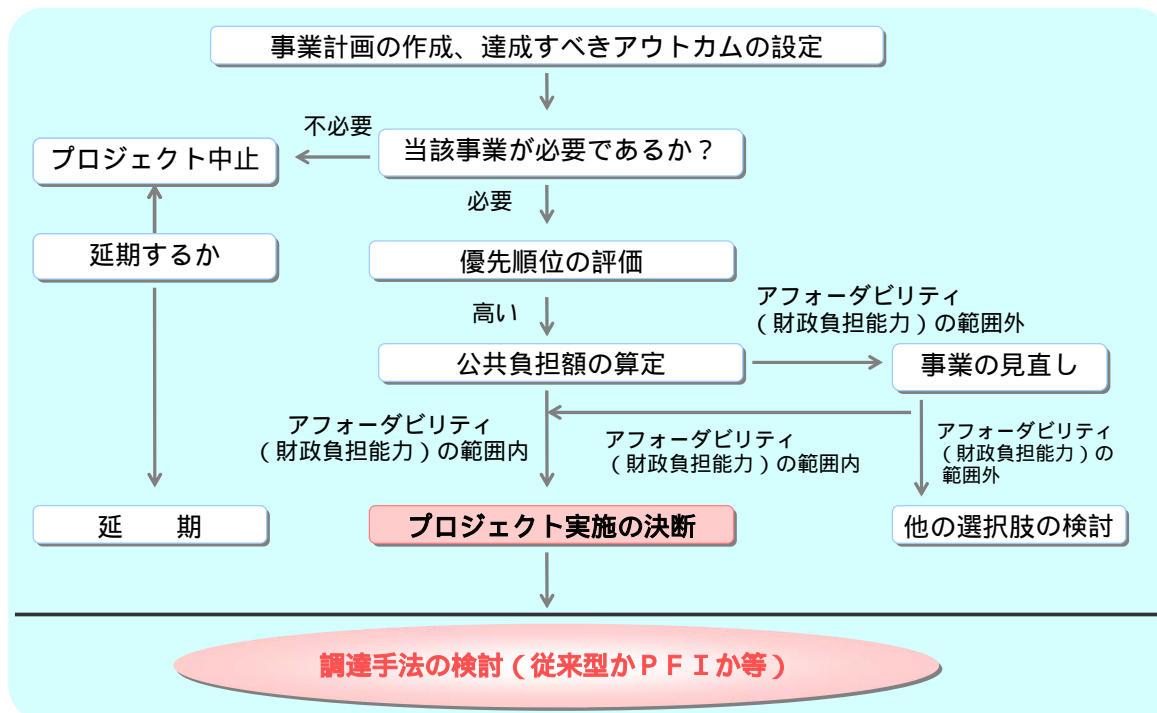 事業計画の作成、達成すべきアウトカムの設定
不必要
当該事業が必要であるか？
プロジェクト中止
必要
延期するか
優先順位の評価
高い
アフォーダビリティ
（財政負担能力）の範囲外
公共負担額の算定
事業の見直し
アフォーダビリティ
（財政負担能力）の範囲内
アフォーダビリティ
（財政負担能力）の範囲内
アフォーダビリティ
（財政負担能力）の
範囲外
延　　期
プロジェクト実施の決断
他の選択肢の検討
調達手法の検討（従来型かＰＦＩか等）